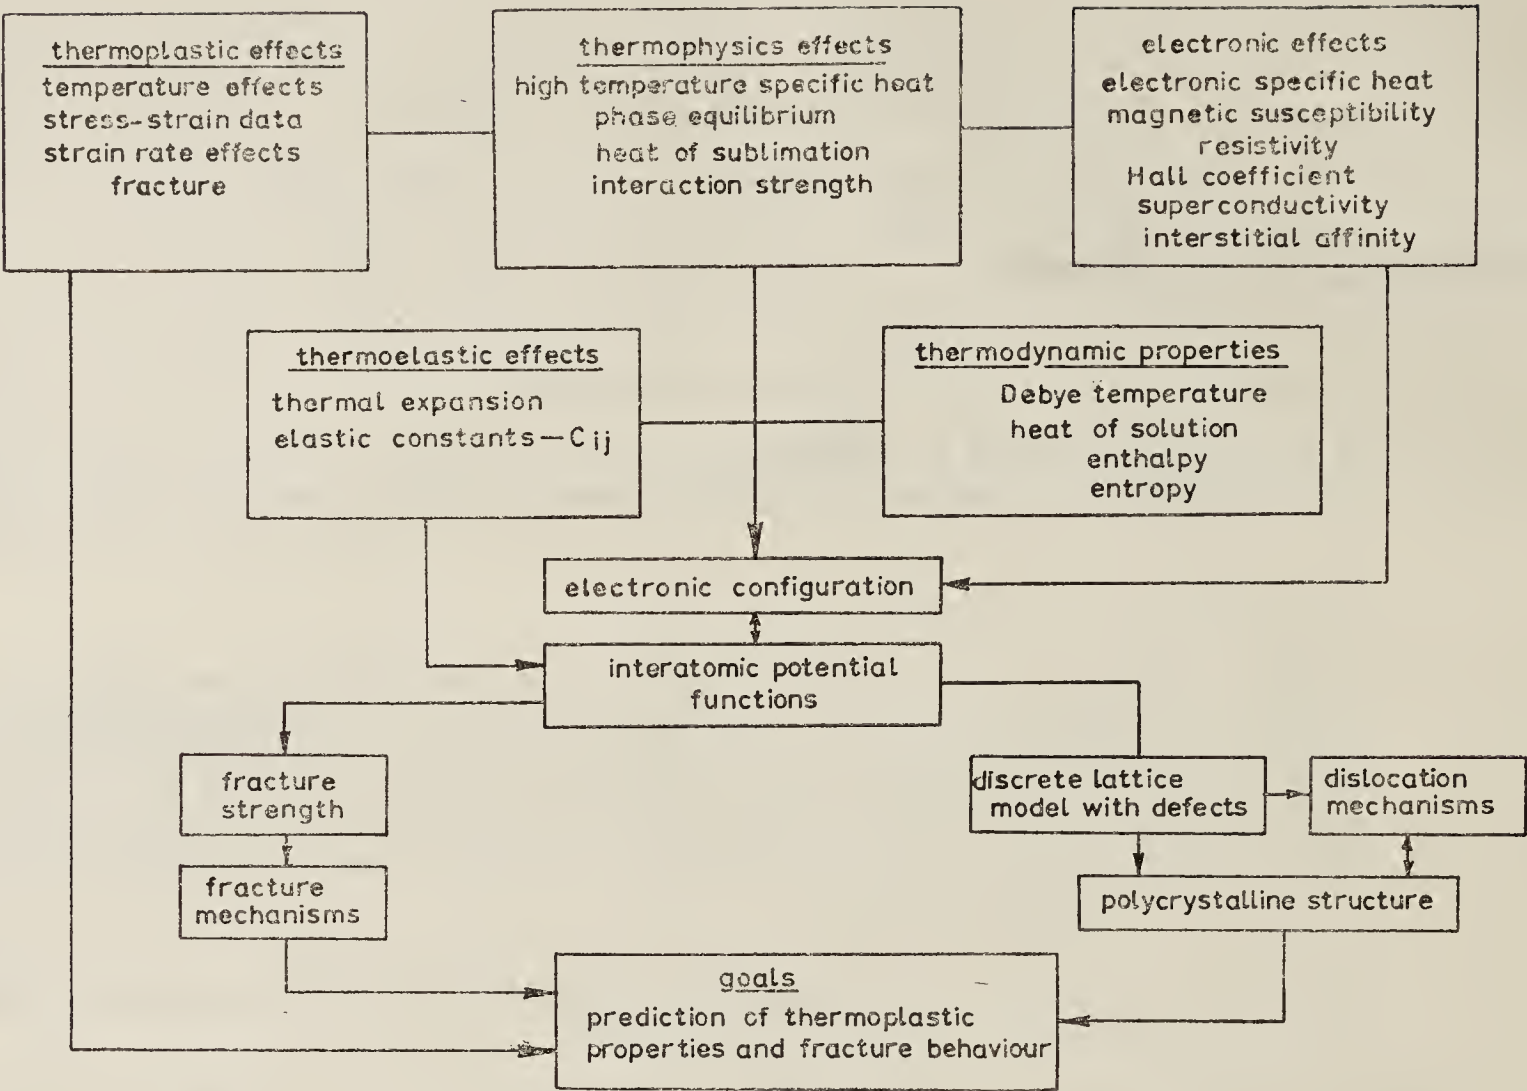 thermoplastic effects
temperature effects
stress-strain data
strain rate effects
fracture
thermophysics effects
high temperature specific heat
phase equilibrium
heat of sublimation
interaction strength
electronic effects
electronic specific heat
magnetic susceptibility
resistivity
Hall coefficient
superconductivity
interstitial affinity
thermoelastic effects
thermal expansion
elastic constants—Cij
thermodynamic properties
Debye temperature
heat of solution
enthalpy
entropy
electronic configuration
interatomic potential
functions
fracture
strength
discrete lattice
model with defects
dislocation
mechanisms
fracture
mechanisms
polycrystalline structure
goals
prediction of thermoplastic
properties and fracture behaviour